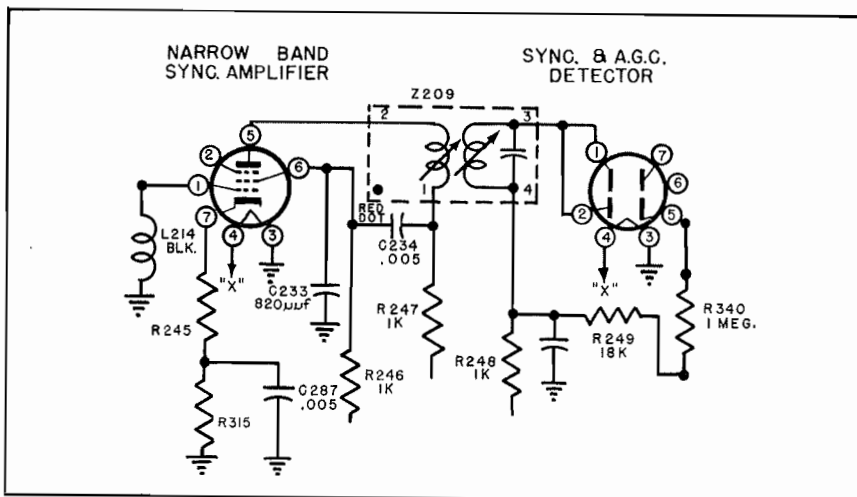 NARROW BAND
SYNC. AMPLIFIER
SYNC. & A.G.C.
DETECTOR
Z209
2
3
5
2
6
1
1
4
7
1
7
6
2
5
RED
DOT
4
3
4
3
L214
BLK.
"X"
C234
.005
"X"
C233
820µµf
R245
R247
1K
R340
1 MEG.
R249
18K
R248
1K
R246
1K
C287
.005
R315